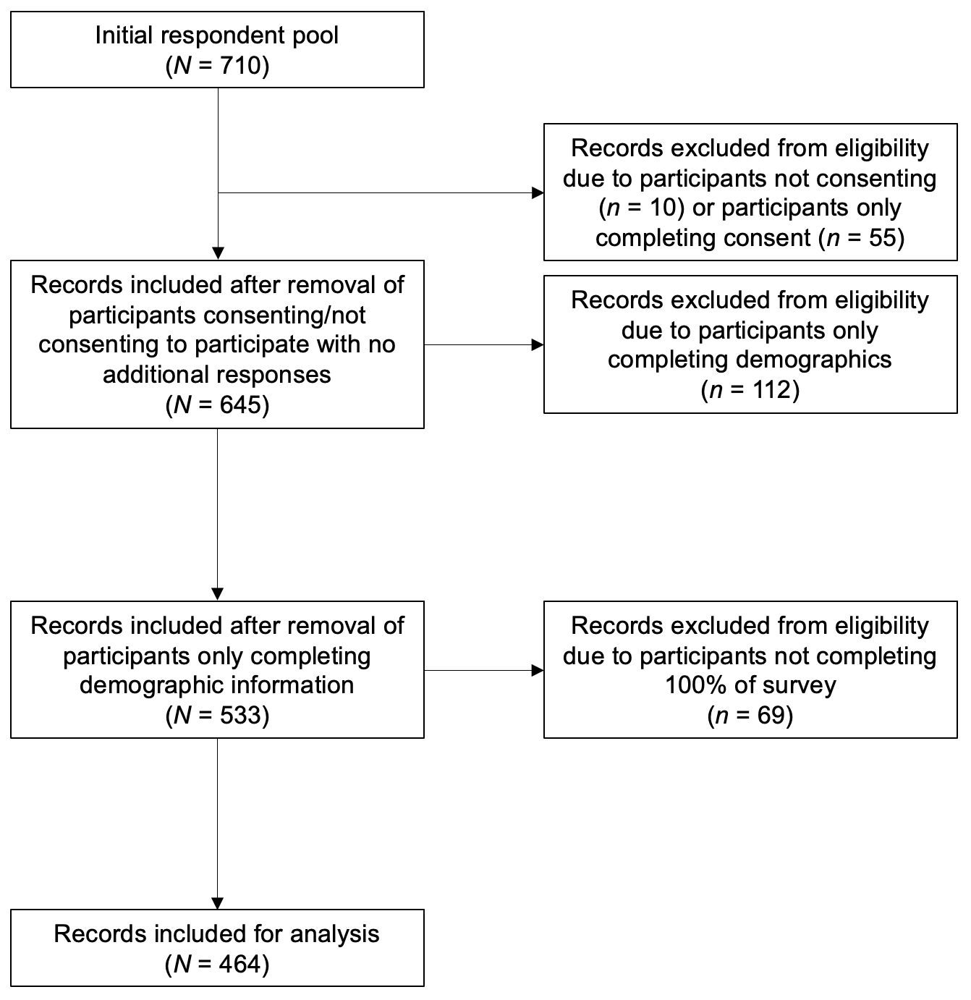 Initial respondent pool
(N = 710)
Records excluded from eligibility
due to participants not consenting
(n = 10) or participants only
completing consent (n = 55)
Records included after removal of
participants consenting/not
consenting to participate with no
additional responses
(N = 645)
Records excluded from eligibility
due to participants only
completing demographics
(n = 112)
Records included after removal of
participants only completing
demographic information
(N = 533)
Records excluded from eligibility
due to participants not completing
100% of survey
(n = 69)
Records included for analysis
(N = 464)